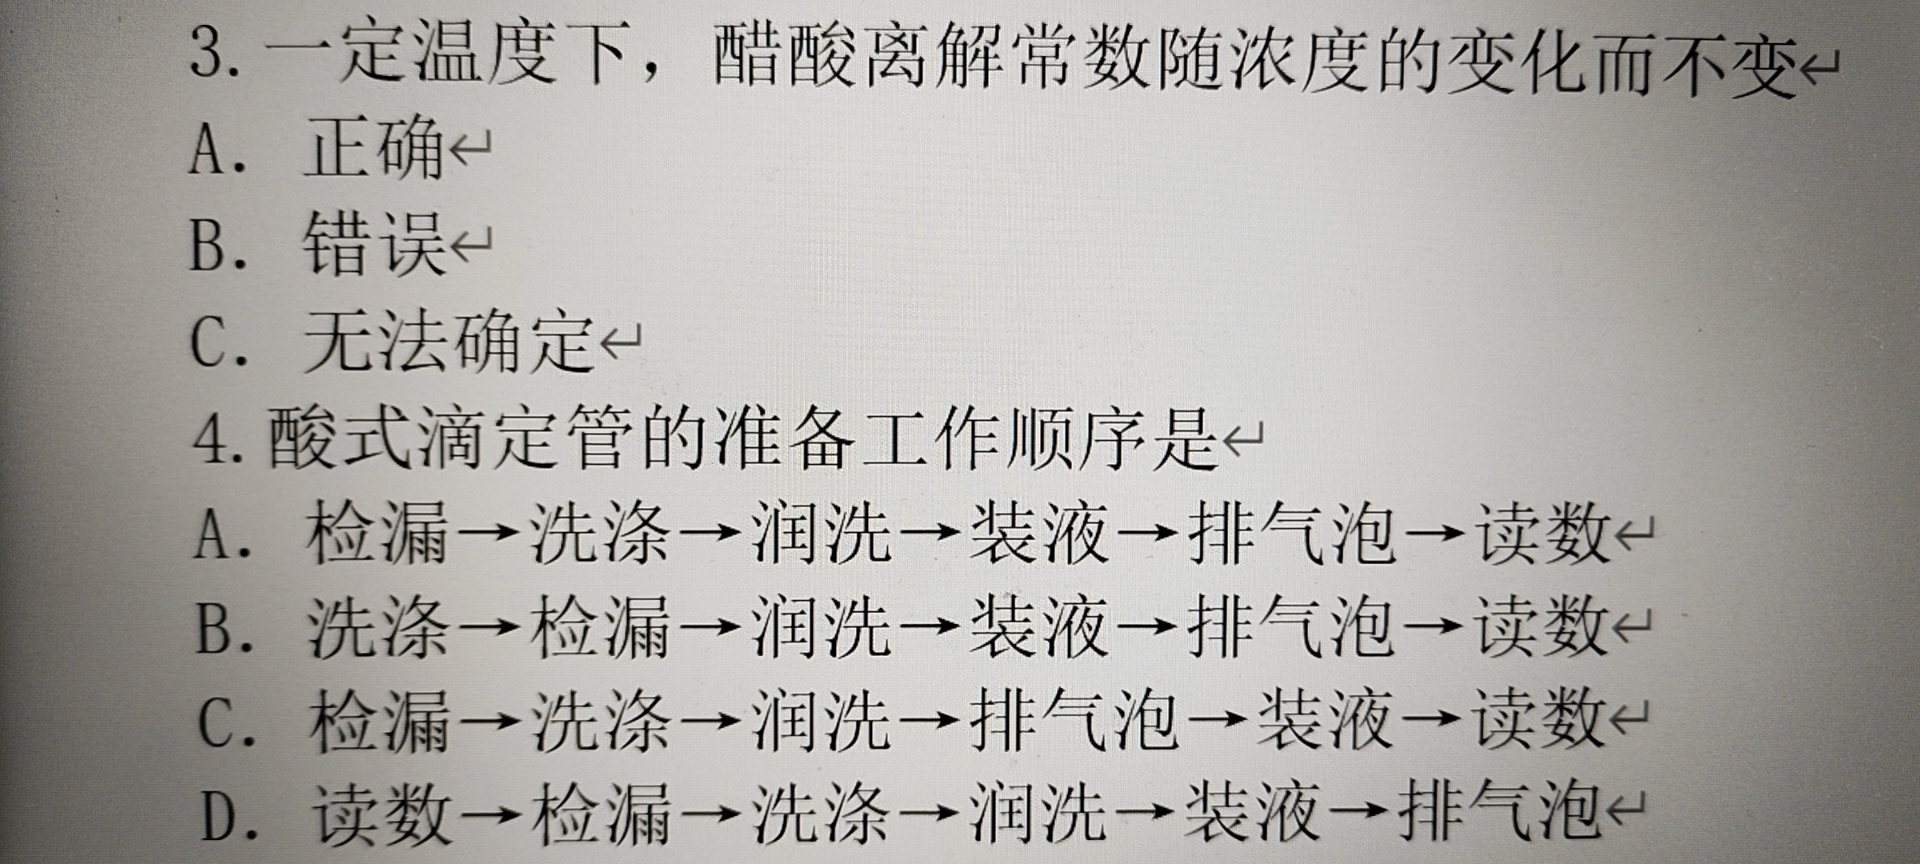 3.一定温度下，醋酸离解常数随浓度的变化而不变↵
A. 正确↵
B. 错误↵
C. 无法确定↵
4.酸式滴定管的准备工作顺序是↵
A. 检漏→洗涤→润洗→装液→排气泡→读数↵
B. 洗涤→检漏→润洗→装液→排气泡→读数↵
C. 检漏→洗涤→润洗→排气泡→装液→读数↵
D. 读数→检漏→洗涤→润洗→装液→排气泡↵